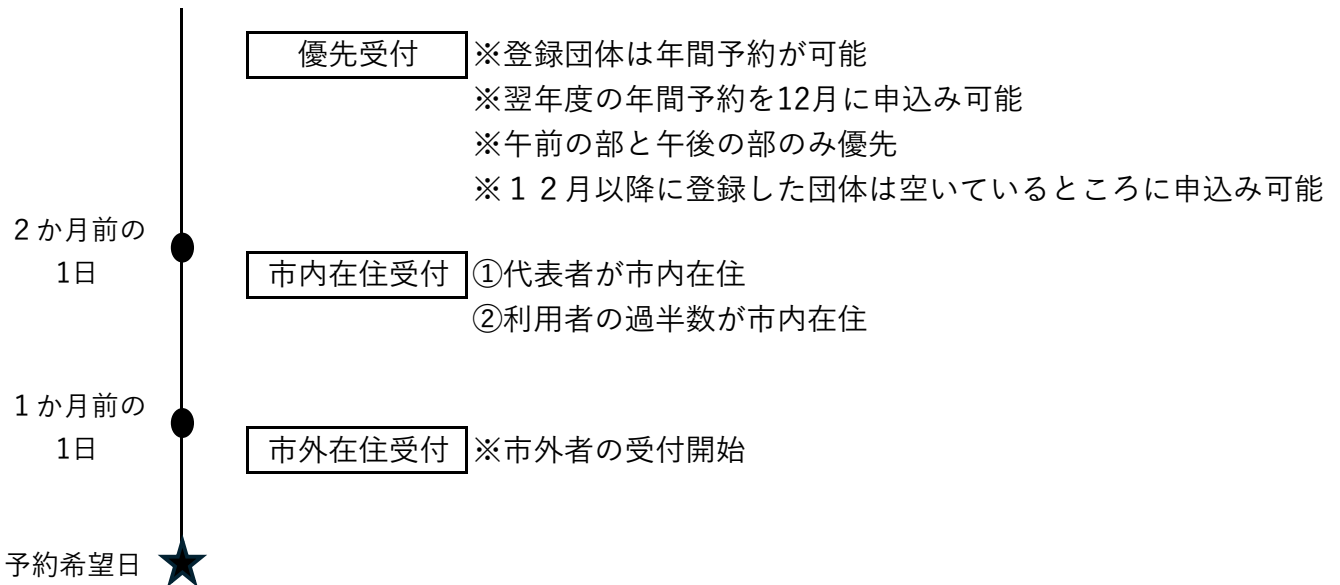 優先受付 ※登録団体は年間予約が可能
※翌年度の年間予約を12月に申込み可能
※午前の部と午後の部のみ優先
※１２月以降に登録した団体は空いているところに申込み可能
２か月前の
1日
市内在住受付 ①代表者が市内在住
②利用者の過半数が市内在住
１か月前の
1日
市外在住受付 ※市外者の受付開始
予約希望日